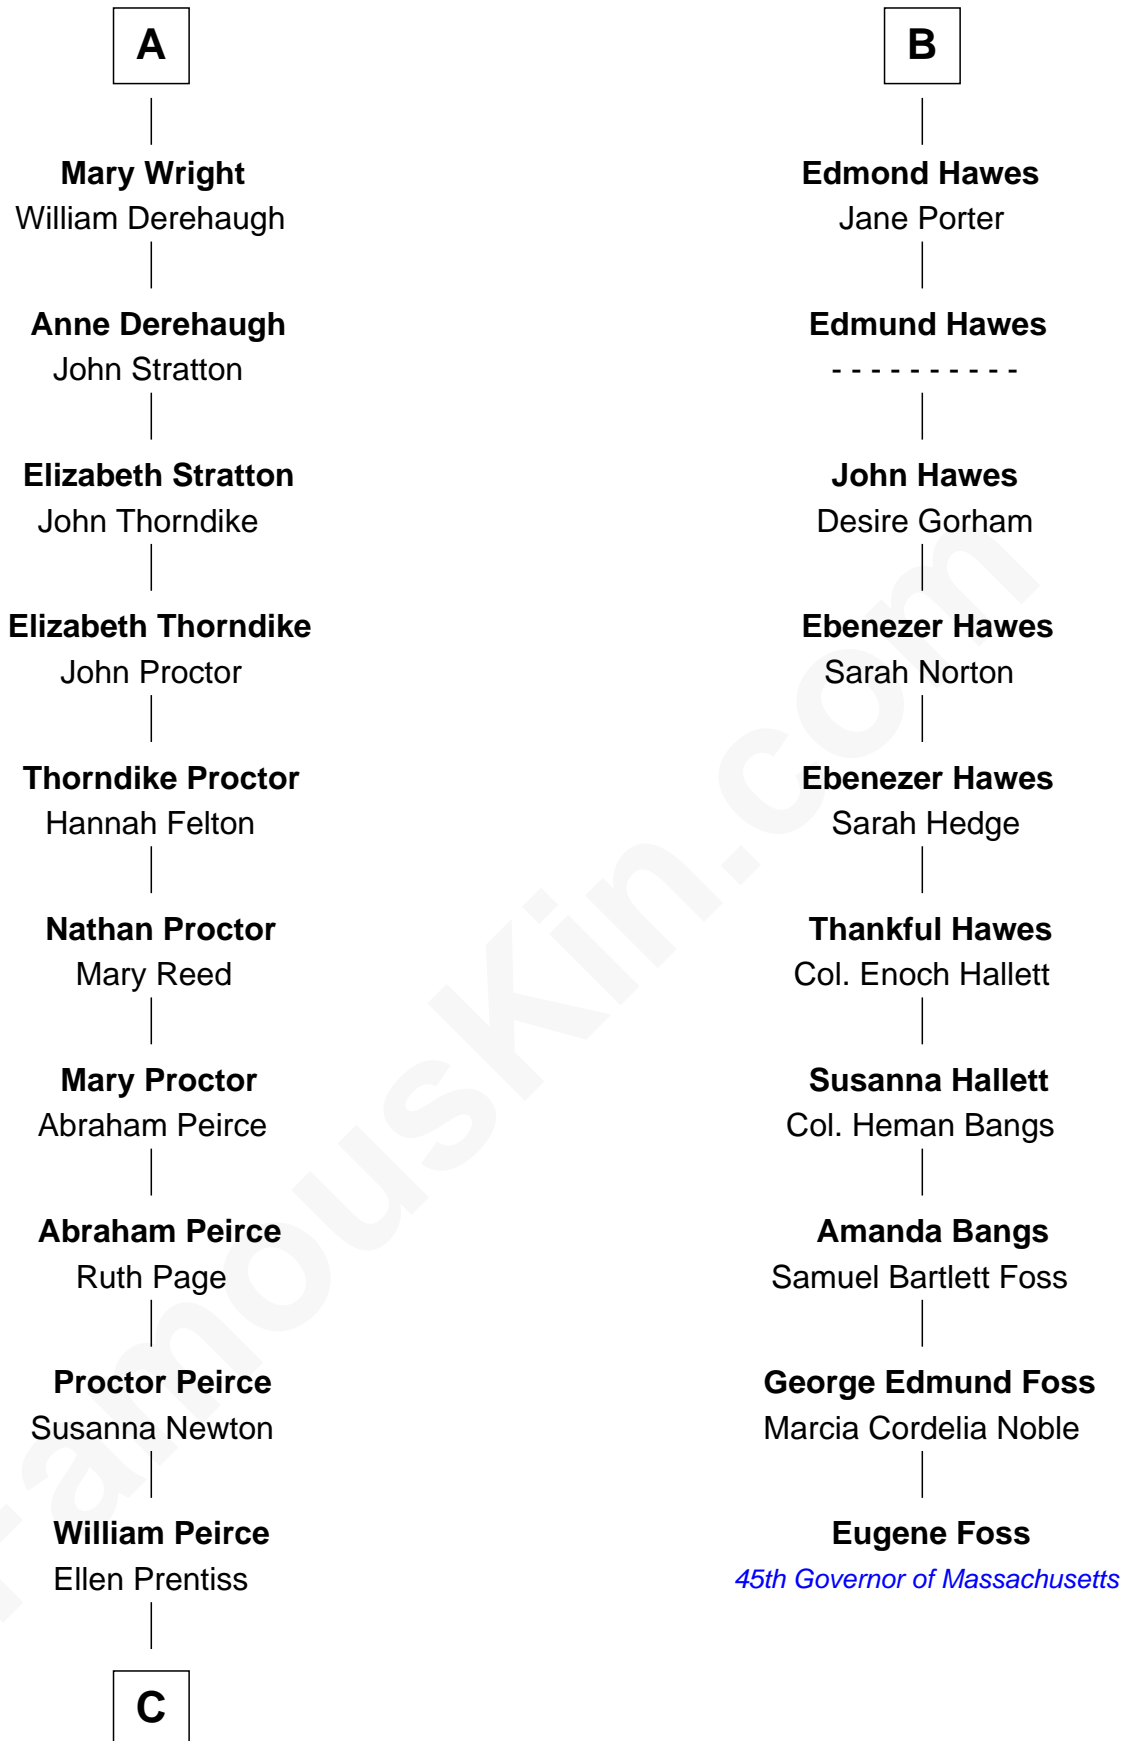 A
Mary Wright
William Derehaugh
Anne Derehaugh
John Stratton
Elizabeth Stratton
John Thorndike
Elizabeth Thorndike
John Proctor
Thorndike Proctor
Hannah Felton
Nathan Proctor
Mary Reed
Mary Proctor
Abraham Peirce
Abraham Peirce
Ruth Page
Proctor Peirce
Susanna Newton
William Peirce
Ellen Prentiss
C
B
Edmond Hawes
Jane Porter
Edmund Hawes
- - - - - - - - - -
John Hawes
Desire Gorham
Ebenezer Hawes
Sarah Norton
Ebenezer Hawes
Sarah Hedge
Thankful Hawes
Col. Enoch Hallett
Susanna Hallett
Col. Heman Bangs
Amanda Bangs
Samuel Bartlett Foss
George Edmund Foss
Marcia Cordelia Noble
Eugene Foss
45th Governor of Massachusetts
FamousKin.com